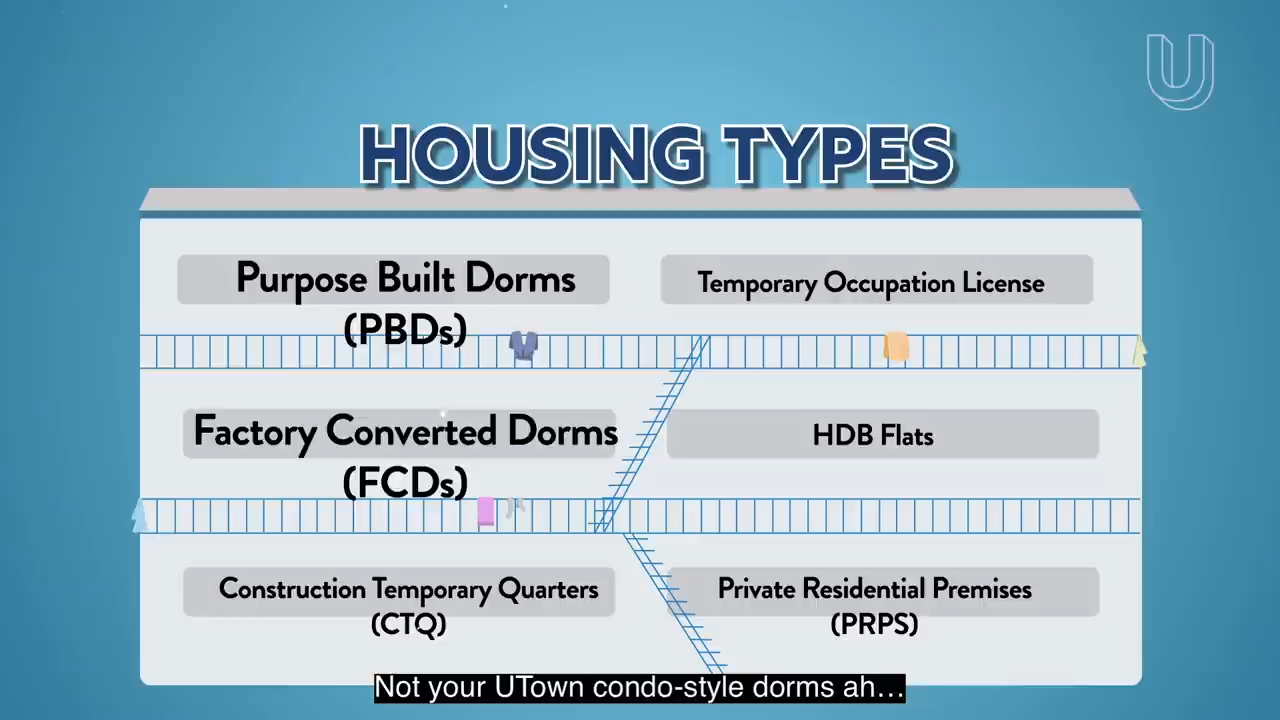 U
HOUSING TYPES
Purpose Built Dorms
(PBDs)
Temporary Occupation License
Factory Converted Dorms
(FCDs)
HDB Flats
Construction Temporary Quarters
(CTQ)
Private Residential Premises
(PRPS)
Not your UTown condo-style dorms ah...